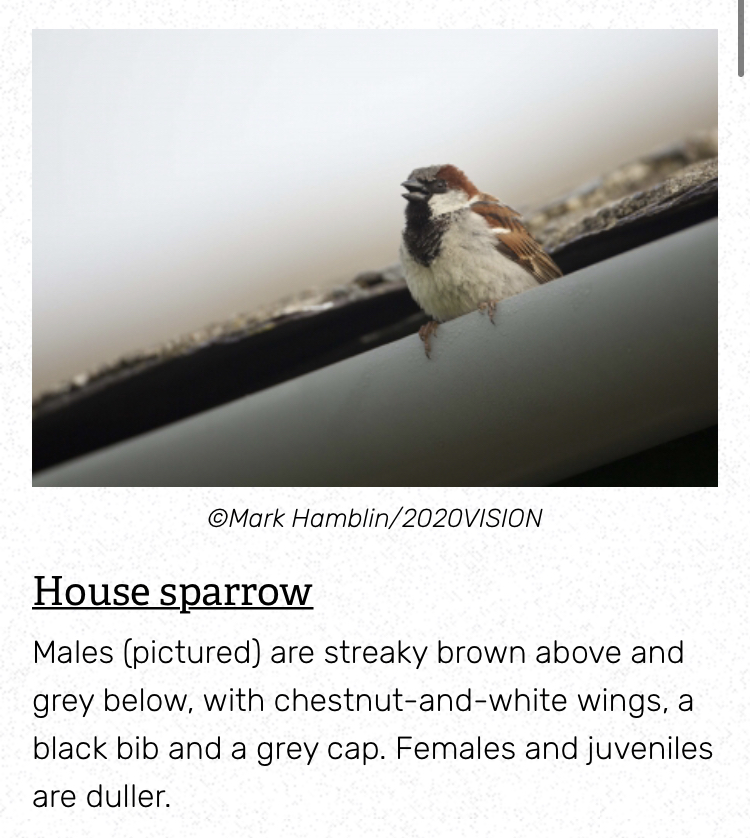 ©Mark Hamblin/2020VISION
House sparrow
Males (pictured) are streaky brown above and
grey below, with chestnut-and-white wings, a
black bib and a grey cap. Females and juveniles
are duller.